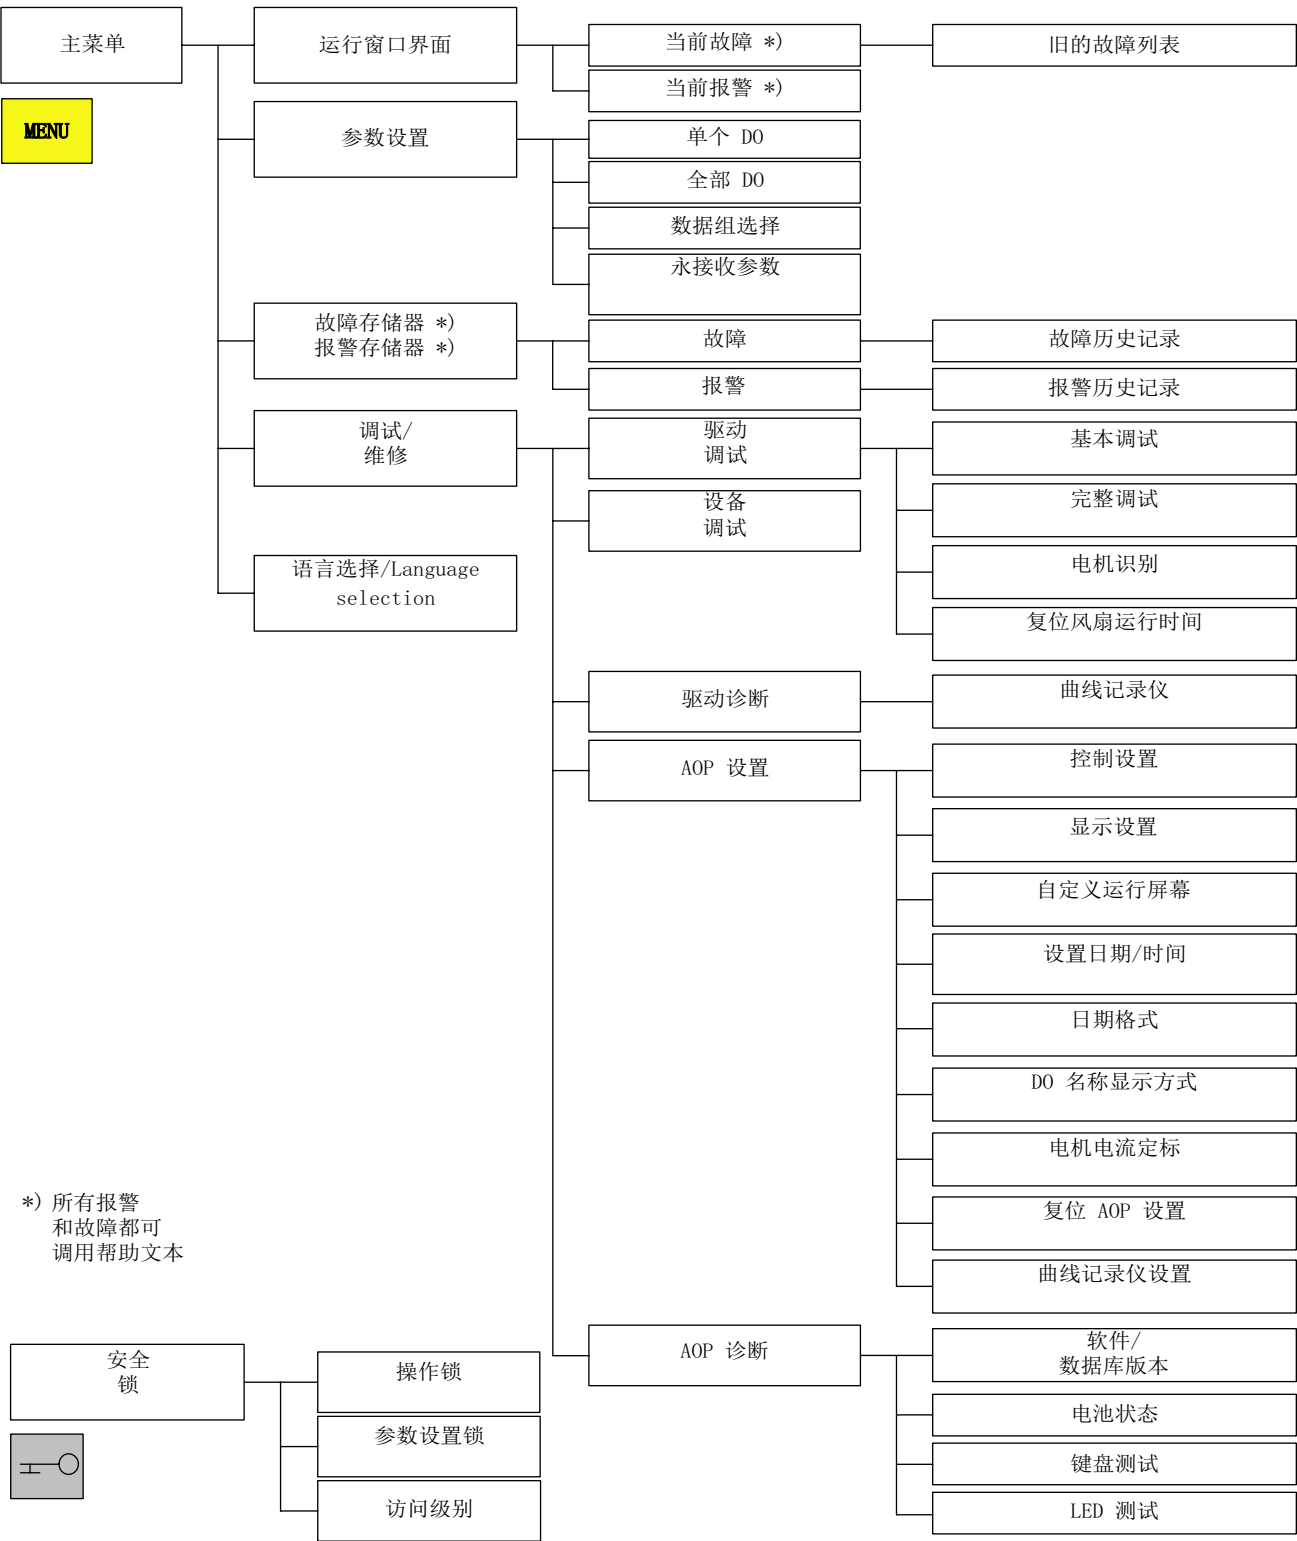 主菜单
MENU
运行窗口界面
当前故障 *)
旧的故障列表
当前报警 *)
参数设置
单个 DO
全部 DO
数据组选择
永接收参数
故障存储器 *)
报警存储器 *)
故障
故障历史记录
报警
报警历史记录
调试/
维修
驱动
调试
基本调试
完整调试
电机识别
复位风扇运行时间
设备
调试
驱动诊断
曲线记录仪
AOP 设置
控制设置
显示设置
自定义运行屏幕
设置日期/时间
日期格式
DO 名称显示方式
电机电流定标
复位 AOP 设置
曲线记录仪设置
AOP 诊断
软件/
数据库版本
电池状态
键盘测试
LED 测试
语言选择/Language
selection
*) 所有报警
和故障都可
调用帮助文本
安全
锁
操作锁
参数设置锁
访问级别